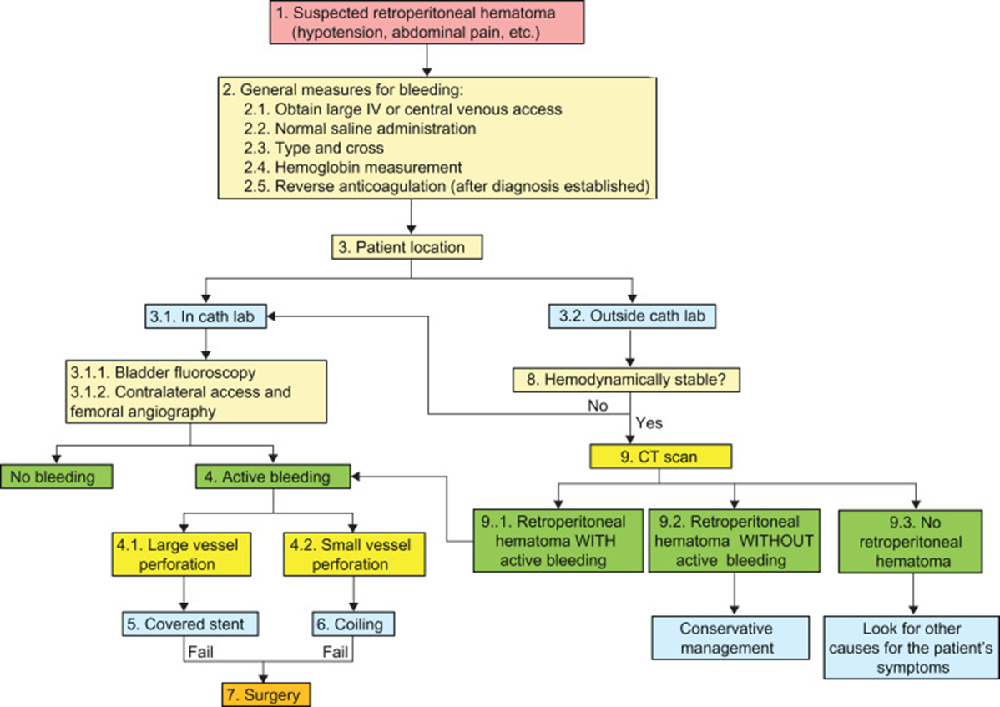 1. Suspected retroperitoneal hematoma
(hypotension, abdominal pain, etc.)
2. General measures for bleeding:
2.1. Obtain large IV or central venous access
2.2. Normal saline administration
2.3. Type and cross
2.4. Hemoglobin measurement
2.5. Reverse anticoagulation (after diagnosis established)
3. Patient location
3.1. In cath lab
3.2. Outside cath lab
3.1.1. Bladder fluoroscopy
3.1.2. Contralateral access and
femoral angiography
8. Hemodynamically stable?
No
Yes
9. CT scan
No bleeding
4. Active bleeding
4.1. Large vessel
perforation
4.2. Small vessel
perforation
9..1. Retroperitoneal
hematoma WITH
active bleeding
9.2. Retroperitoneal
hematoma WITHOUT
active bleeding
9.3. No
retroperitoneal
hematoma
5. Covered stent
6. Coiling
Fail
Fail
7. Surgery
Conservative
management
Look for other
causes for the patient's
symptoms